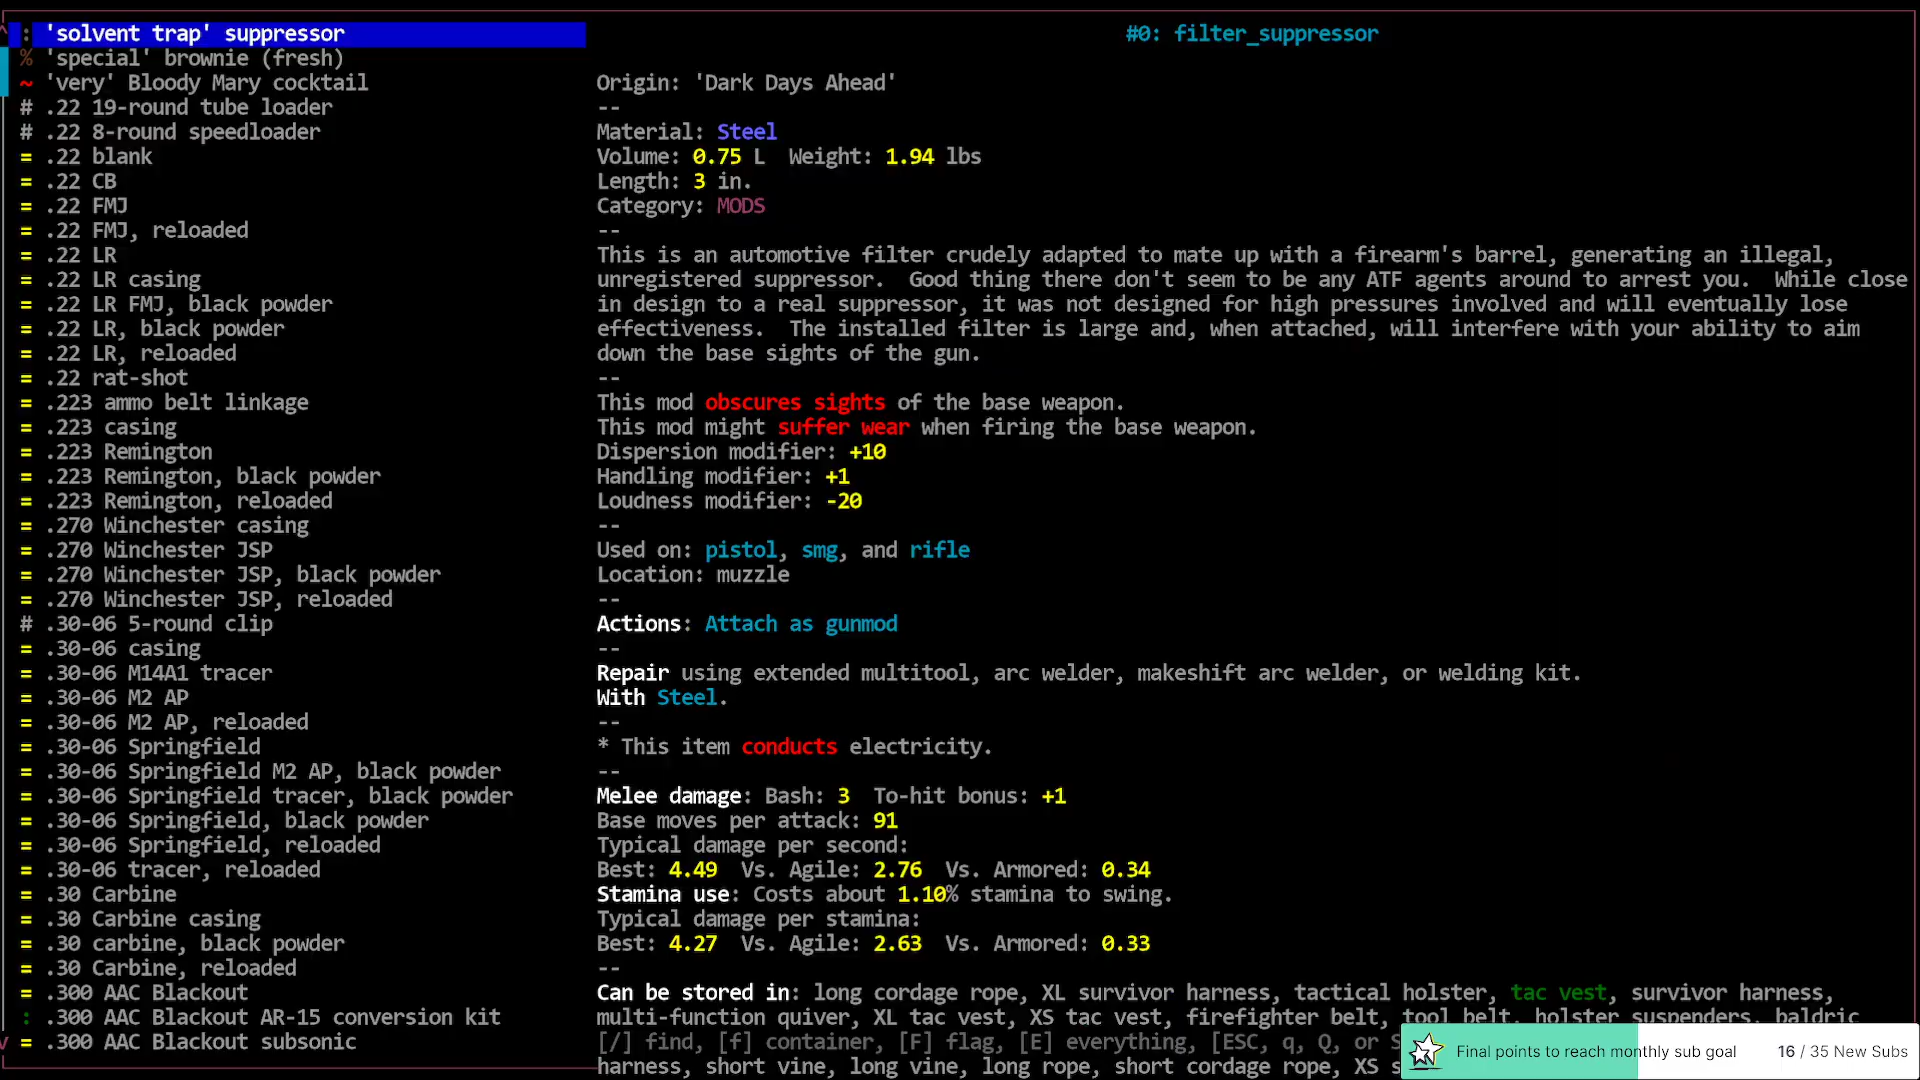 : 'solvent trap' suppressor
% 'special' brownie (fresh)
~ 'very' Bloody Mary cocktail
# .22 19-round tube loader
# .22 8-round speedloader
= .22 blank
= .22 CB
= .22 FMJ
= .22 FMJ, reloaded
= .22 LR
= .22 LR casing
= .22 LR FMJ, black powder
= .22 LR, black powder
= .22 LR, reloaded
= .22 rat-shot
= .223 ammo belt linkage
= .223 casing
= .223 Remington
= .223 Remington, black powder
= .223 Remington, reloaded
= .270 Winchester casing
= .270 Winchester JSP
= .270 Winchester JSP, black powder
= .270 Winchester JSP, reloaded
# .30-06 5-round clip
= .30-06 casing
= .30-06 M14A1 tracer
= .30-06 M2 AP
= .30-06 M2 AP, reloaded
= .30-06 Springfield
= .30-06 Springfield M2 AP, black powder
= .30-06 Springfield tracer, black powder
= .30-06 Springfield, black powder
= .30-06 Springfield, reloaded
= .30-06 tracer, reloaded
= .30 Carbine
= .30 Carbine casing
= .30 carbine, black powder
= .30 Carbine, reloaded
= .300 AAC Blackout
: .300 AAC Blackout AR-15 conversion kit
= .300 AAC Blackout subsonic
#0: filter_suppressor
Origin: 'Dark Days Ahead'
--
Material: Steel
Volume: 0.75 L  Weight: 1.94 lbs
Length: 3 in.
Category: MODS
--
This is an automotive filter crudely adapted to mate up with a firearm's barrel, generating an illegal,
unregistered suppressor.  Good thing there don't seem to be any ATF agents around to arrest you.  While close
in design to a real suppressor, it was not designed for high pressures involved and will eventually lose
effectiveness.  The installed filter is large and, when attached, will interfere with your ability to aim
down the base sights of the gun.
--
This mod obscures sights of the base weapon.
This mod might suffer wear when firing the base weapon.
Dispersion modifier: +10
Handling modifier: +1
Loudness modifier: -20
--
Used on: pistol, smg, and rifle
Location: muzzle
--
Actions: Attach as gunmod
--
Repair using extended multitool, arc welder, makeshift arc welder, or welding kit.
With Steel.
--
* This item conducts electricity.
--
Melee damage: Bash: 3  To-hit bonus: +1
Base moves per attack: 91
Typical damage per second:
Best: 4.49  Vs. Agile: 2.76  Vs. Armored: 0.34
Stamina use: Costs about 1.10% stamina to swing.
Typical damage per stamina:
Best: 4.27  Vs. Agile: 2.63  Vs. Armored: 0.33
--
Can be stored in: long cordage rope, XL survivor harness, tactical holster, tac vest, survivor harness,
multi-function quiver, XL tac vest, XS tac vest, firefighter belt, tool belt, holster suspenders, baldric
[/] find, [f] container, [F] flag, [E] everything, [ESC, q, Q, or S
harness, short vine, long vine, long rope, short cordage rope, XS s
Final points to reach monthly sub goal 16 / 35 New Subs